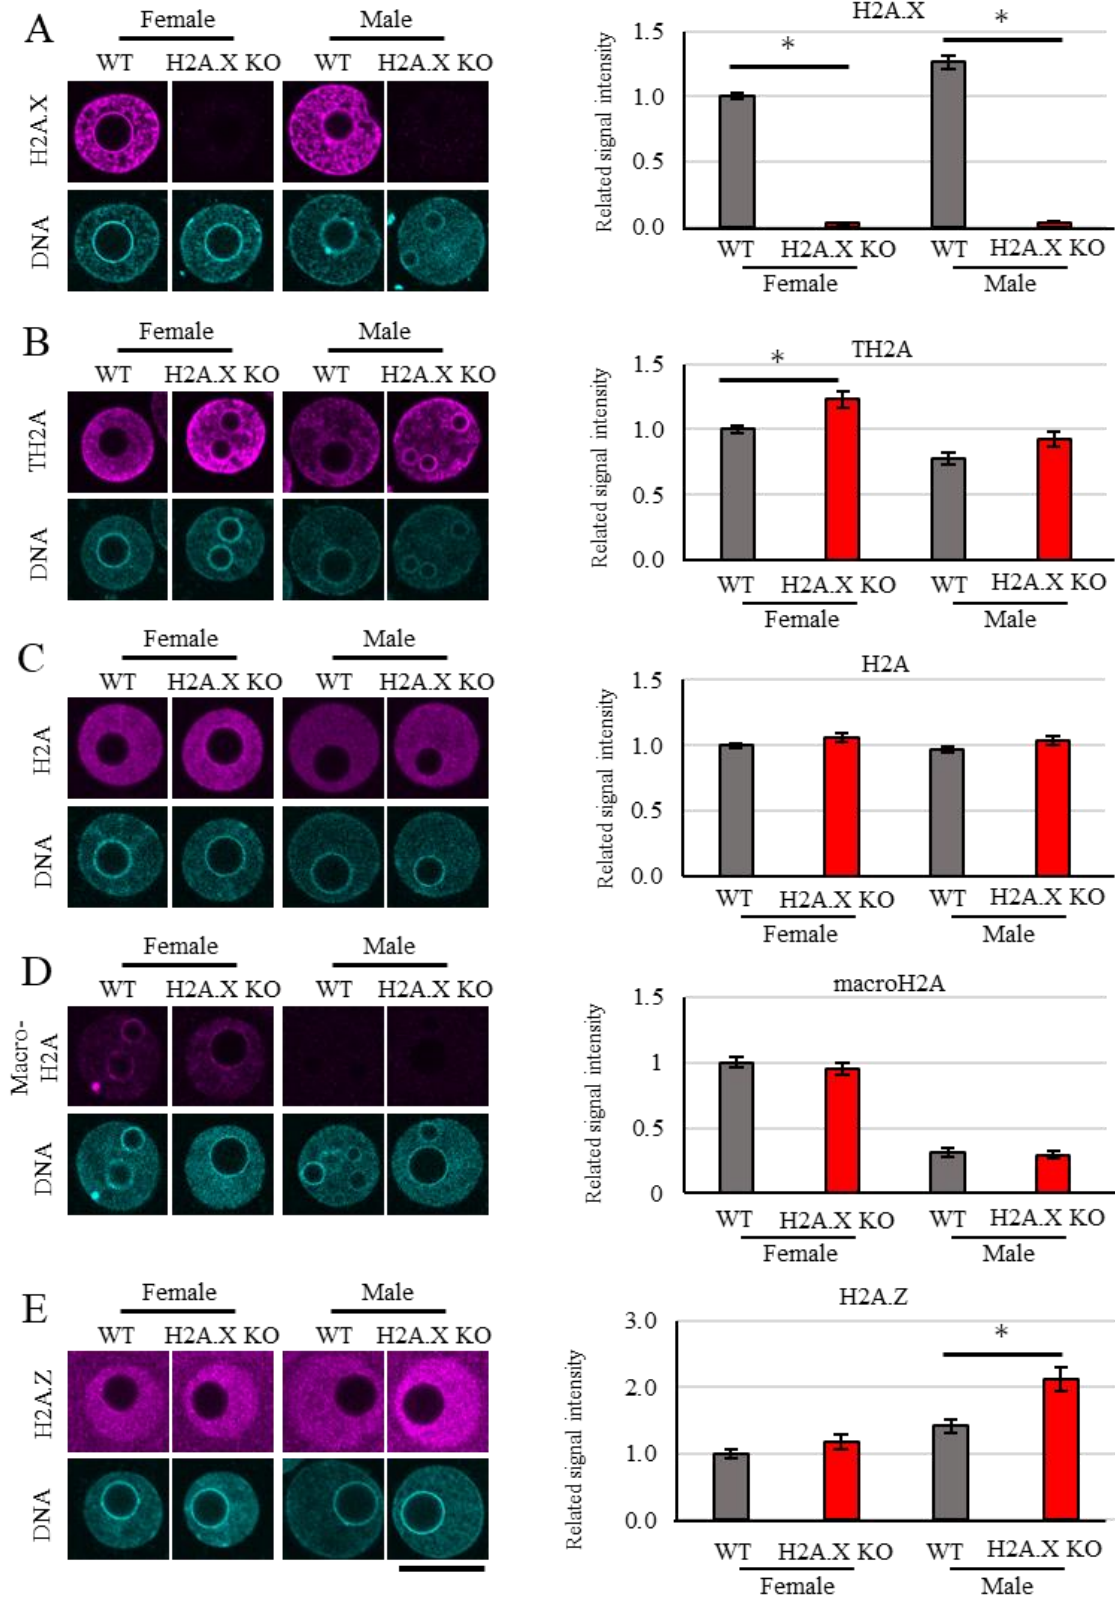 A
Female Male
WT H2A.X KO WT H2A.X KO
H2A.X
DNA
H2A.X
Related signal intensity
1.5
1.0
0.5
0.0
* *
WT H2A.X KO WT H2A.X KO
Female Male
B
Female Male
WT H2A.X KO WT H2A.X KO
TH2A
DNA
TH2A
Related signal intensity
1.5
1.0
0.5
0.0
*
WT H2A.X KO WT H2A.X KO
Female Male
C
Female Male
WT H2A.X KO WT H2A.X KO
H2A
DNA
H2A
Related signal intensity
1.5
1.0
0.5
0.0
WT H2A.X KO WT H2A.X KO
Female Male
D
Female Male
WT H2A.X KO WT H2A.X KO
Macro-
H2A
DNA
macroH2A
Related signal intensity
1.5
1
0.5
0
WT H2A.X KO WT H2A.X KO
Female Male
E
Female Male
WT H2A.X KO WT H2A.X KO
H2A.Z
DNA
H2A.Z
Related signal intensity
3.0
2.0
1.0
0.0
*
WT H2A.X KO WT H2A.X KO
Female Male